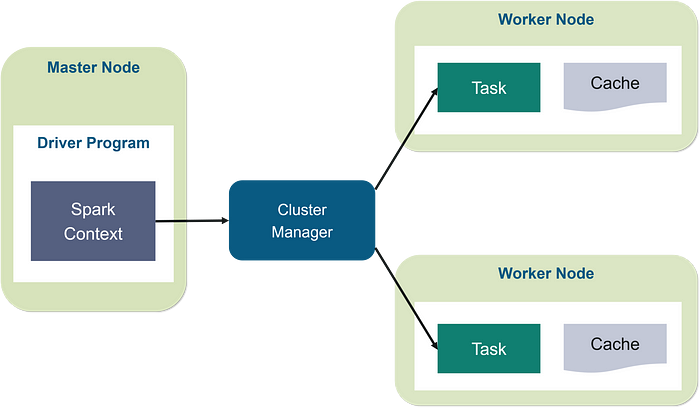 Master Node
Driver Program
Spark
Context
Cluster
Manager
Worker Node
Task
Cache
Worker Node
Task
Cache